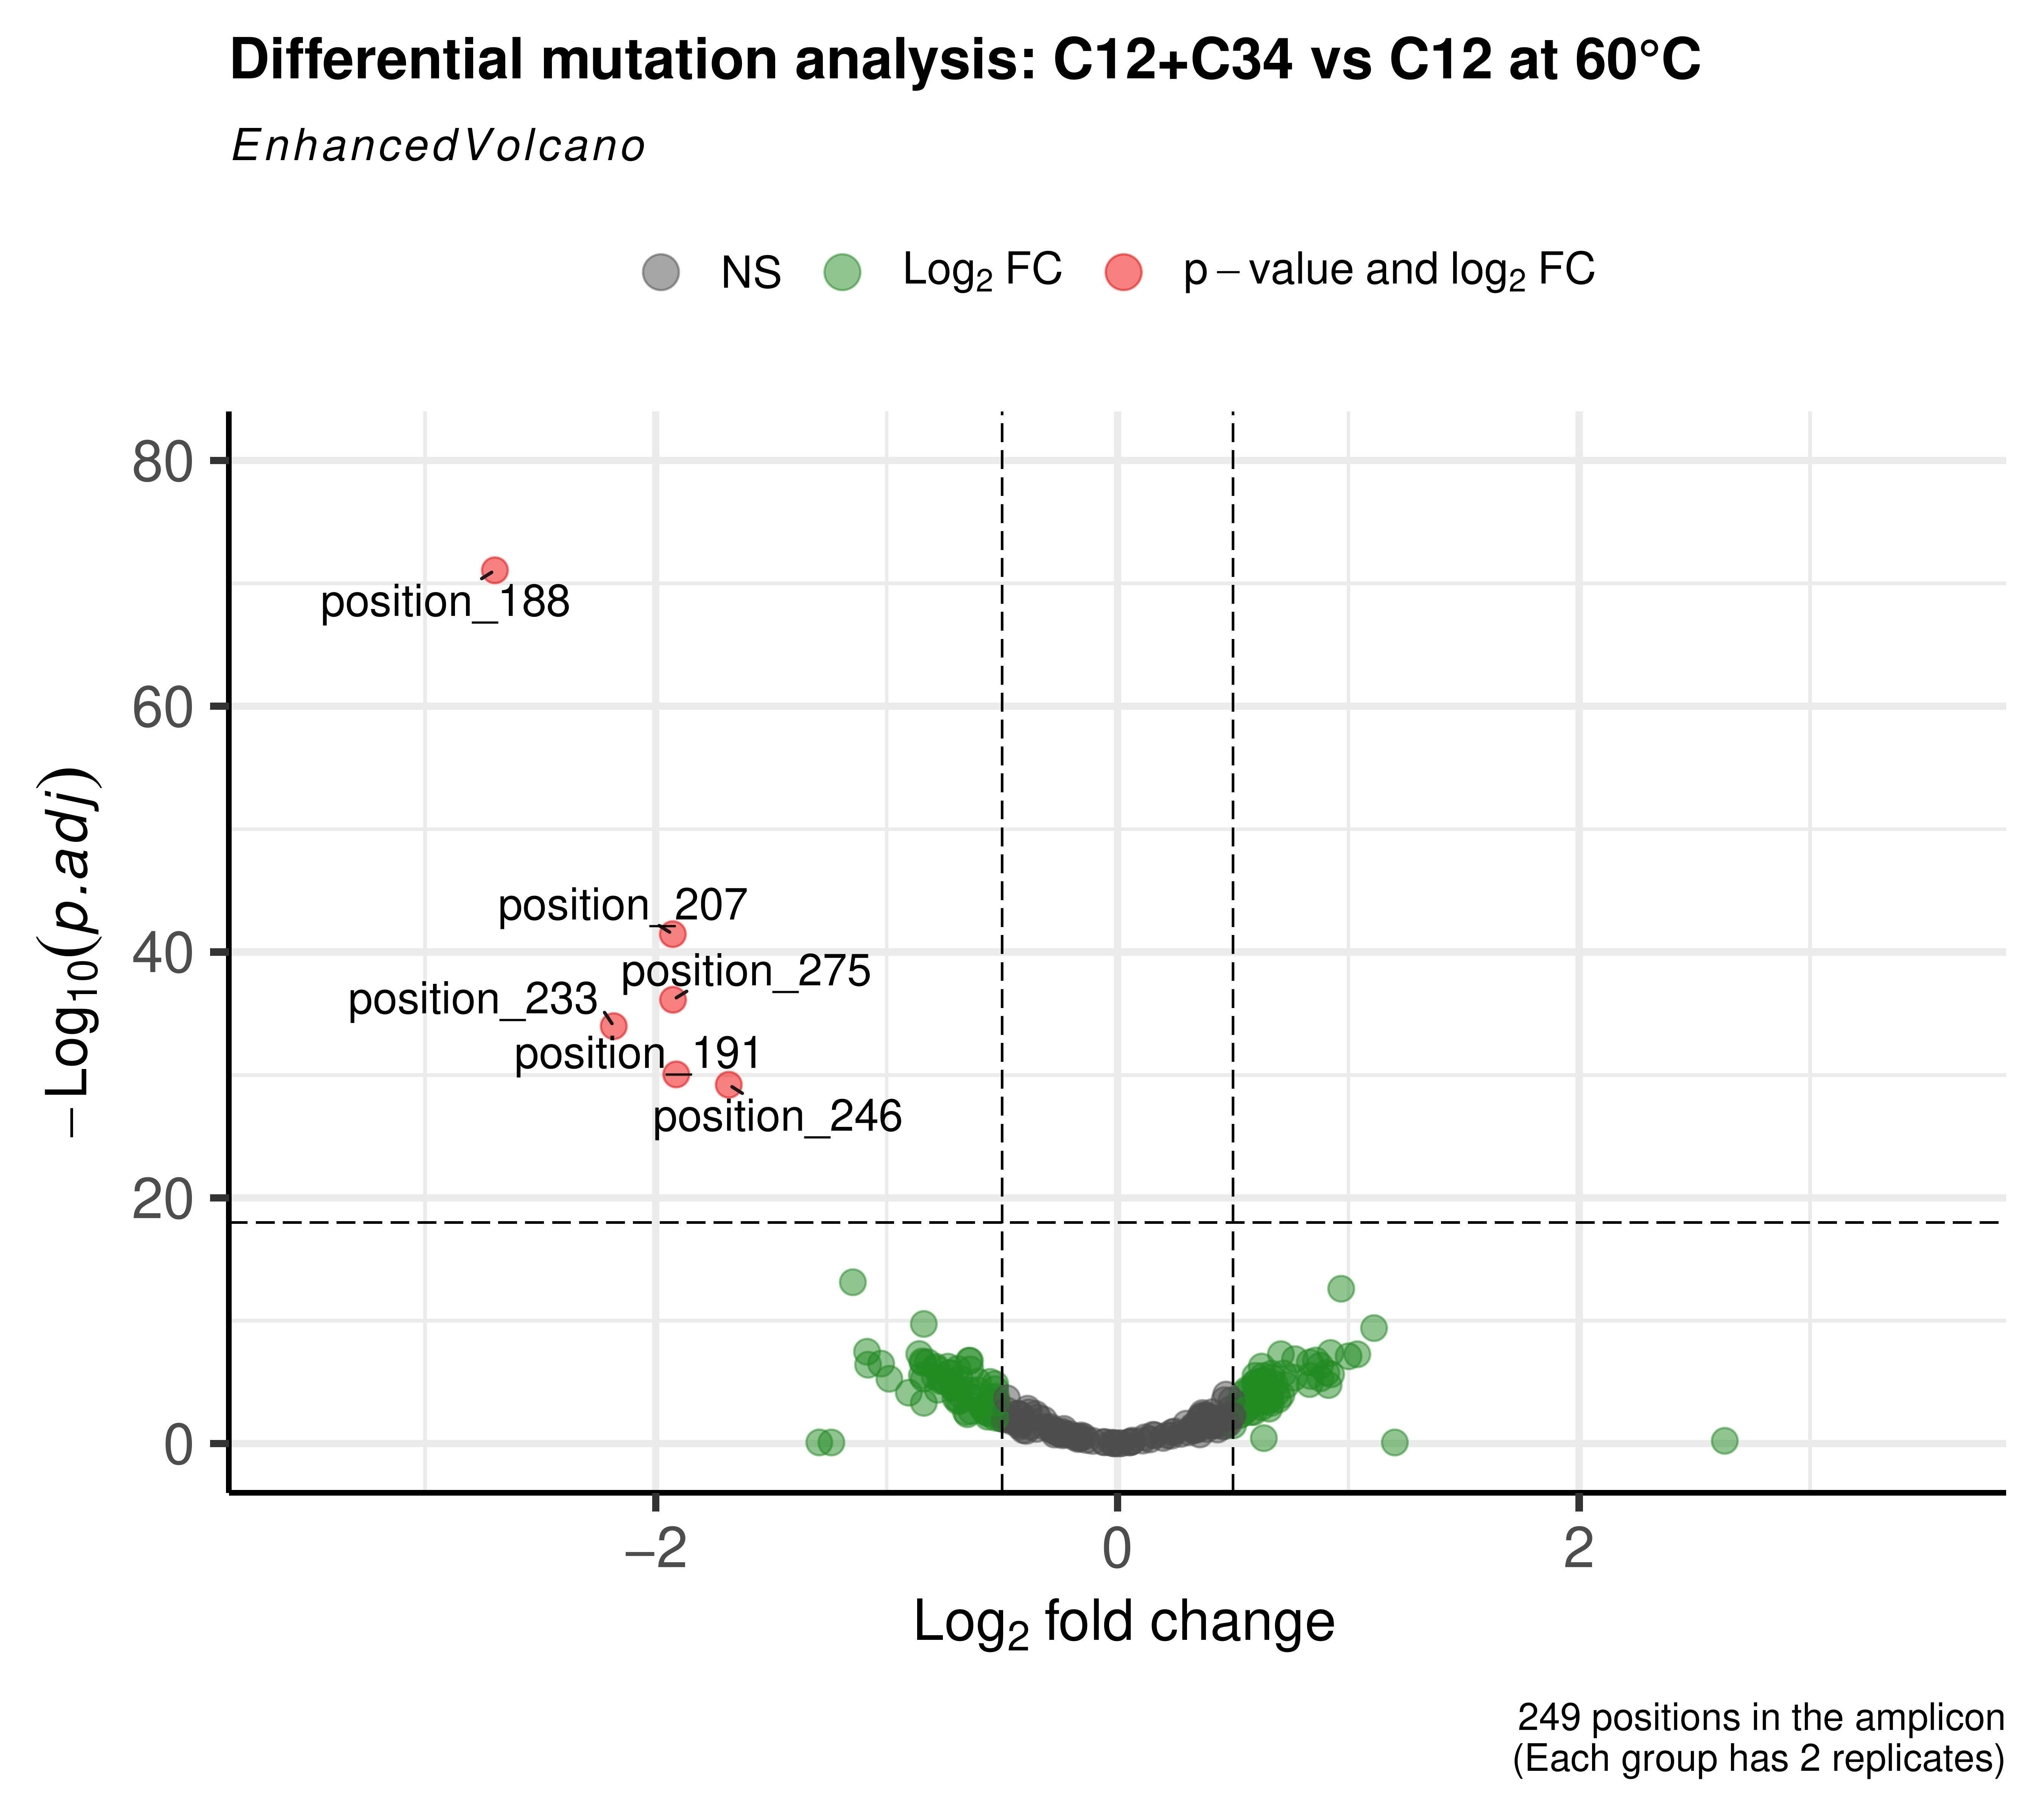 Differential mutation analysis: C12+C34 vs C12 at 60°C
EnhancedVolcano
NS Log₂ FC p−value and log₂ FC
80
60
40
20
0
−Log₁₀(p.adj)
position_188
position_207
position_275
position_233
position_191
position_246
−2 0 2
Log₂ fold change
249 positions in the amplicon
(Each group has 2 replicates)